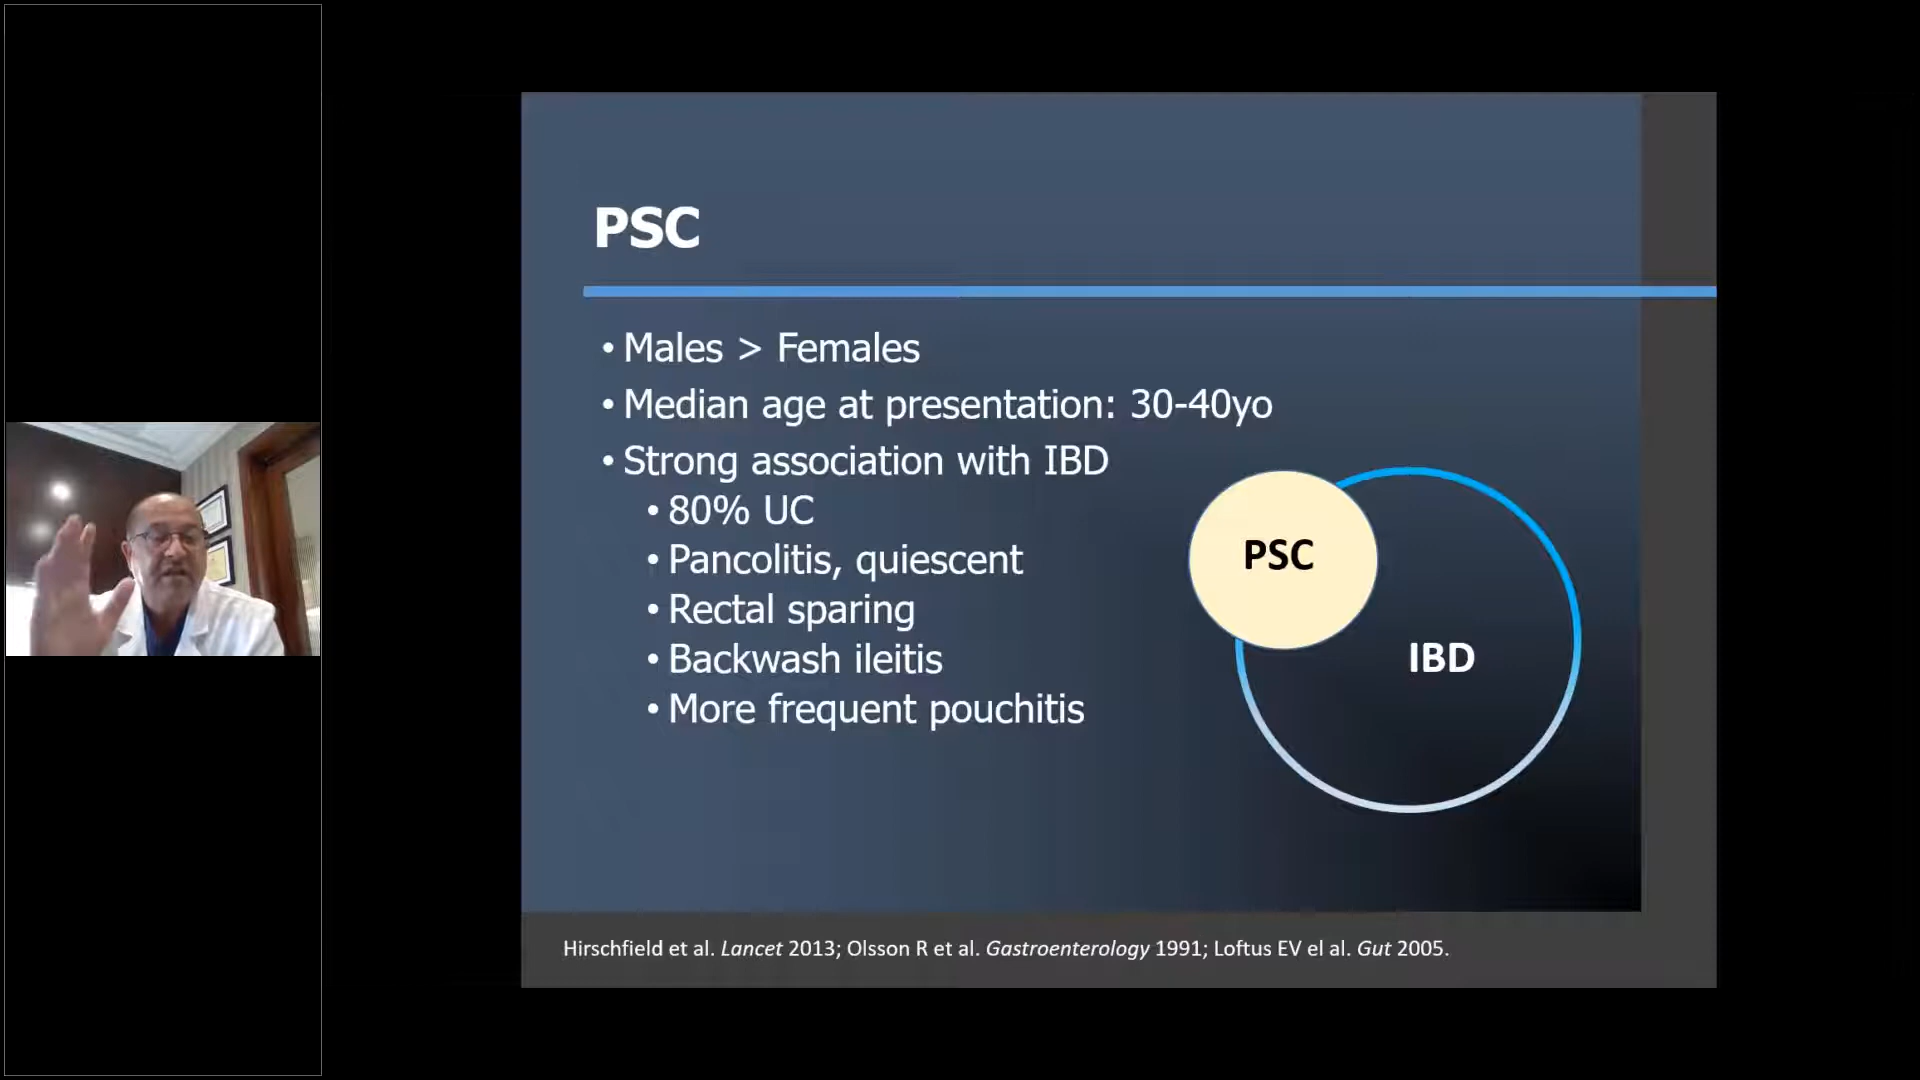 PSC
• Males > Females
• Median age at presentation: 30-40yo
• Strong association with IBD
• 80% UC
• Pancolitis, quiescent
• Rectal sparing
• Backwash ileitis
• More frequent pouchitis
PSC
IBD
Hirschfield et al. Lancet 2013; Olsson R et al. Gastroenterology 1991; Loftus EV el al. Gut 2005.